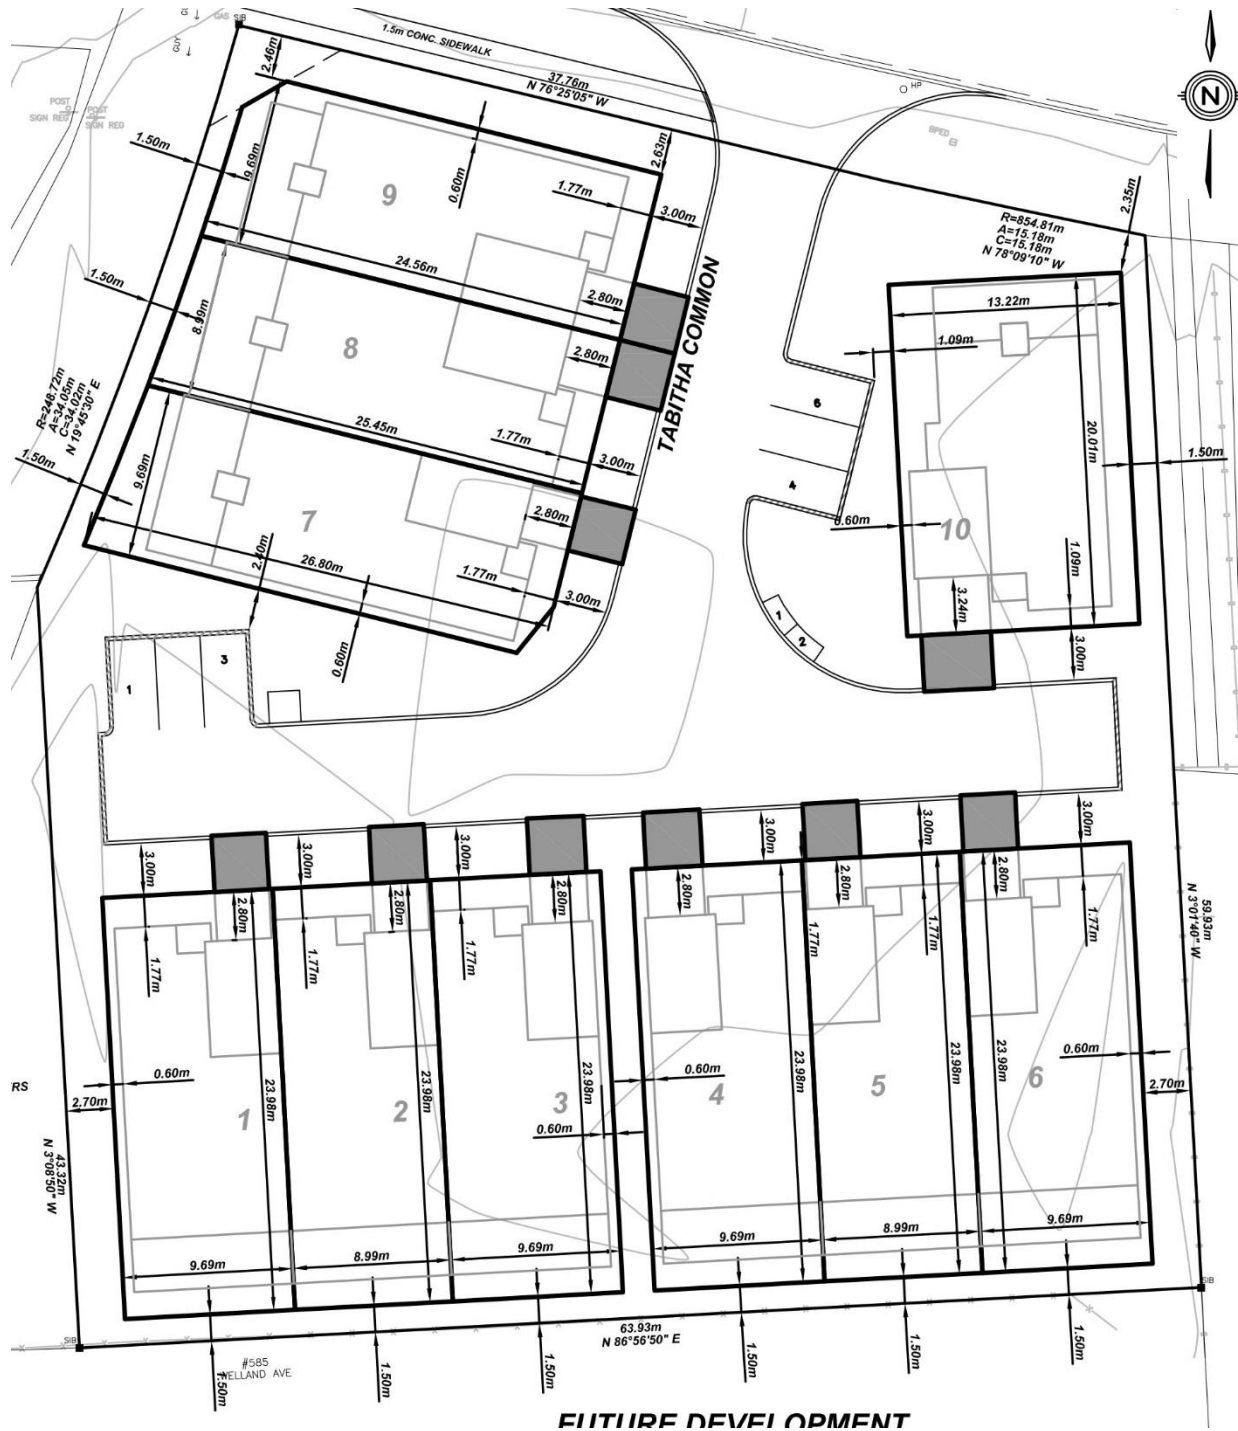 SIB
GAS
GUY
1.5m CONC. SIDEWALK
2.46m
37.76m
N 76°25'05" W
HP
N
POST
SIGN REG
POST
SIGN REG
BPED
1.50m
9.69m
9
0.60m
2.63m
1.77m
3.00m
2.35m
R=854.81m
A=15.18m
C=15.18m
N 78°09'10" W
24.56m
2.80m
TABITHA COMMON
13.22m
1.09m
1.50m
8.99m
8
2.80m
R=248.72m
A=34.05m
C=34.02m
N 19°45'30" E
25.45m
1.77m
3.00m
6
4
20.01m
1.50m
1.50m
9.69m
7
2.80m
0.60m
10
2.40m
26.80m
1.77m
3.00m
1.09m
3.24m
0.60m
1
2
3.00m
1
3
3.00m
3.00m
3.00m
3.00m
3.00m
3.00m
2.80m
2.80m
2.80m
2.80m
2.80m
2.80m
1.77m
1.77m
1.77m
1.77m
1.77m
1.77m
59.93m
N 3°01'40" W
RS
0.60m
2.70m
1
23.98m
2
23.98m
3
23.98m
0.60m
0.60m
4
23.98m
5
23.98m
6
23.98m
0.60m
2.70m
43.32m
N 3°08'50" W
9.69m
8.99m
9.69m
9.69m
8.99m
9.69m
SIB
SIB
63.93m
N 86°56'50" E
#585
WELLAND AVE
1.50m
1.50m
1.50m
1.50m
1.50m
1.50m
FUTURE DEVELOPMENT